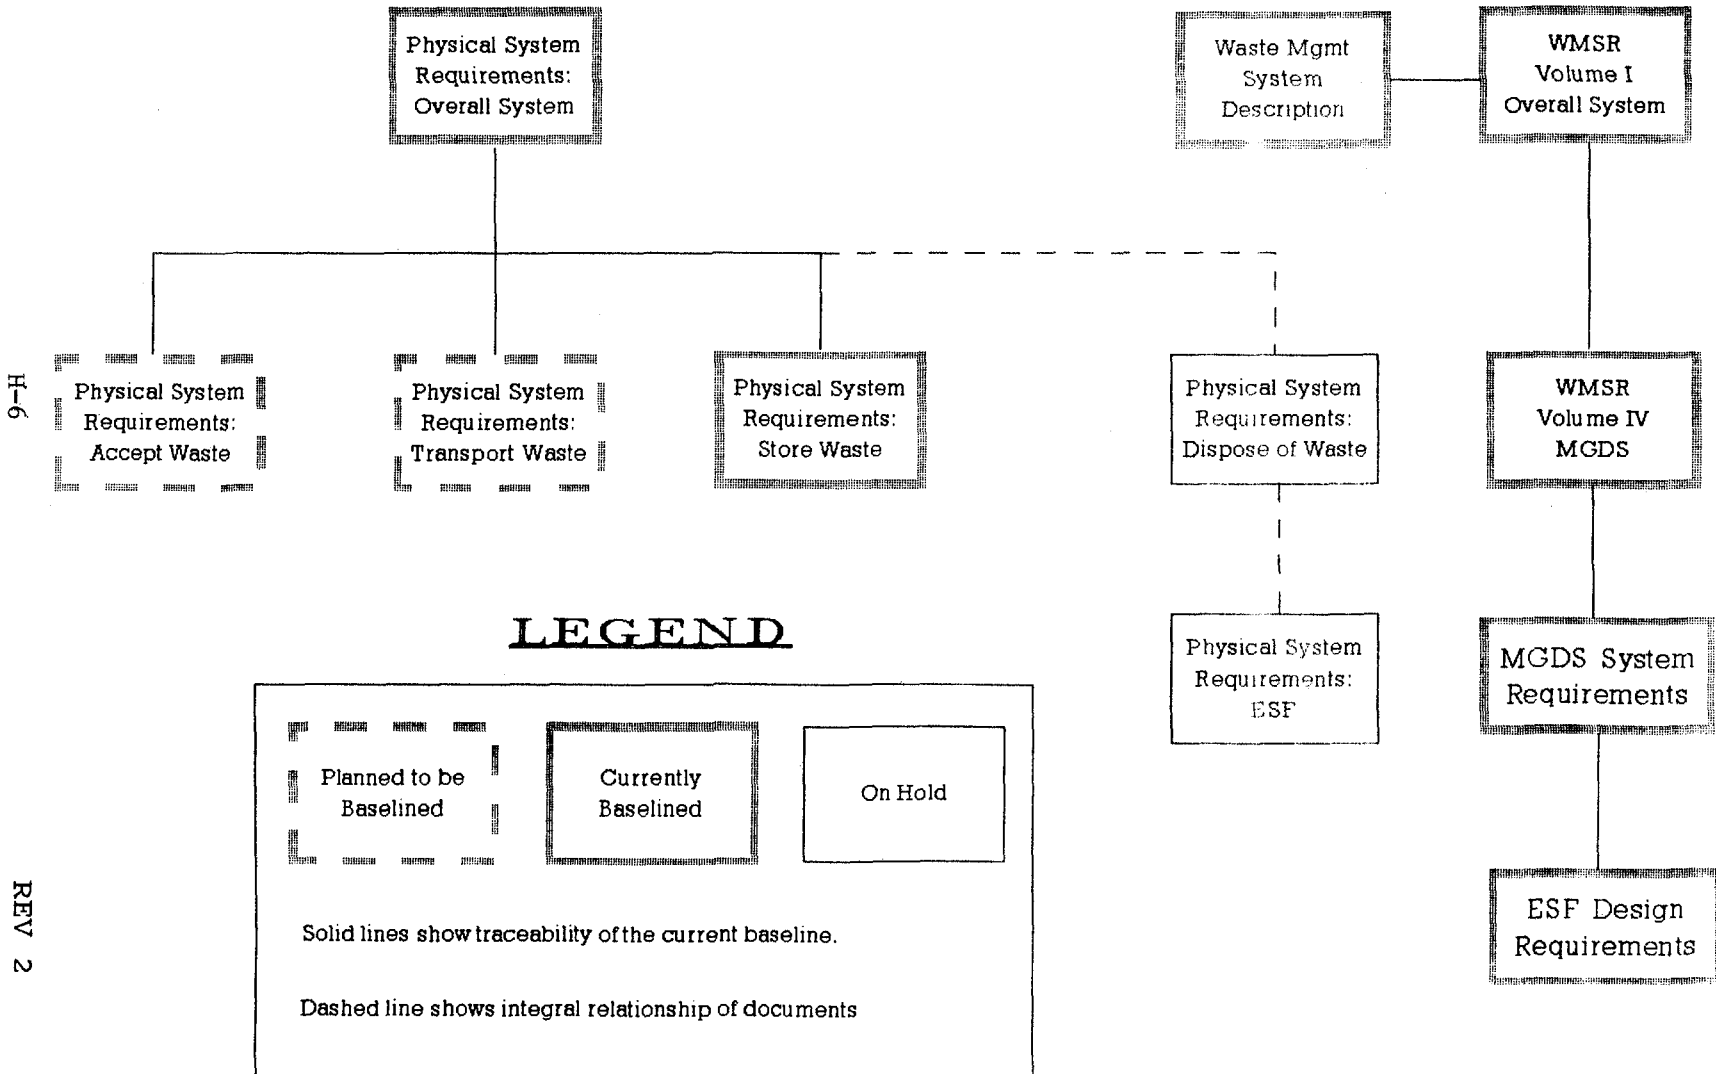 Physical System
Requirements:
Overall System
Waste Mgmt
System
Description
WMSR
Volume I
Overall System
Physical System
Requirements:
Accept Waste
Physical System
Requirements:
Transport Waste
Physical System
Requirements:
Store Waste
Physical System
Requirements:
Dispose of Waste
WMSR
Volume IV
MGDS
Physical System
Requirements:
ESF
MGDS System
Requirements
ESF Design
Requirements
LEGEND
Planned to be
Baselined
Currently
Baselined
On Hold
Solid lines show traceability of the current baseline.
Dashed line shows integral relationship of documents
H-6
REV 2